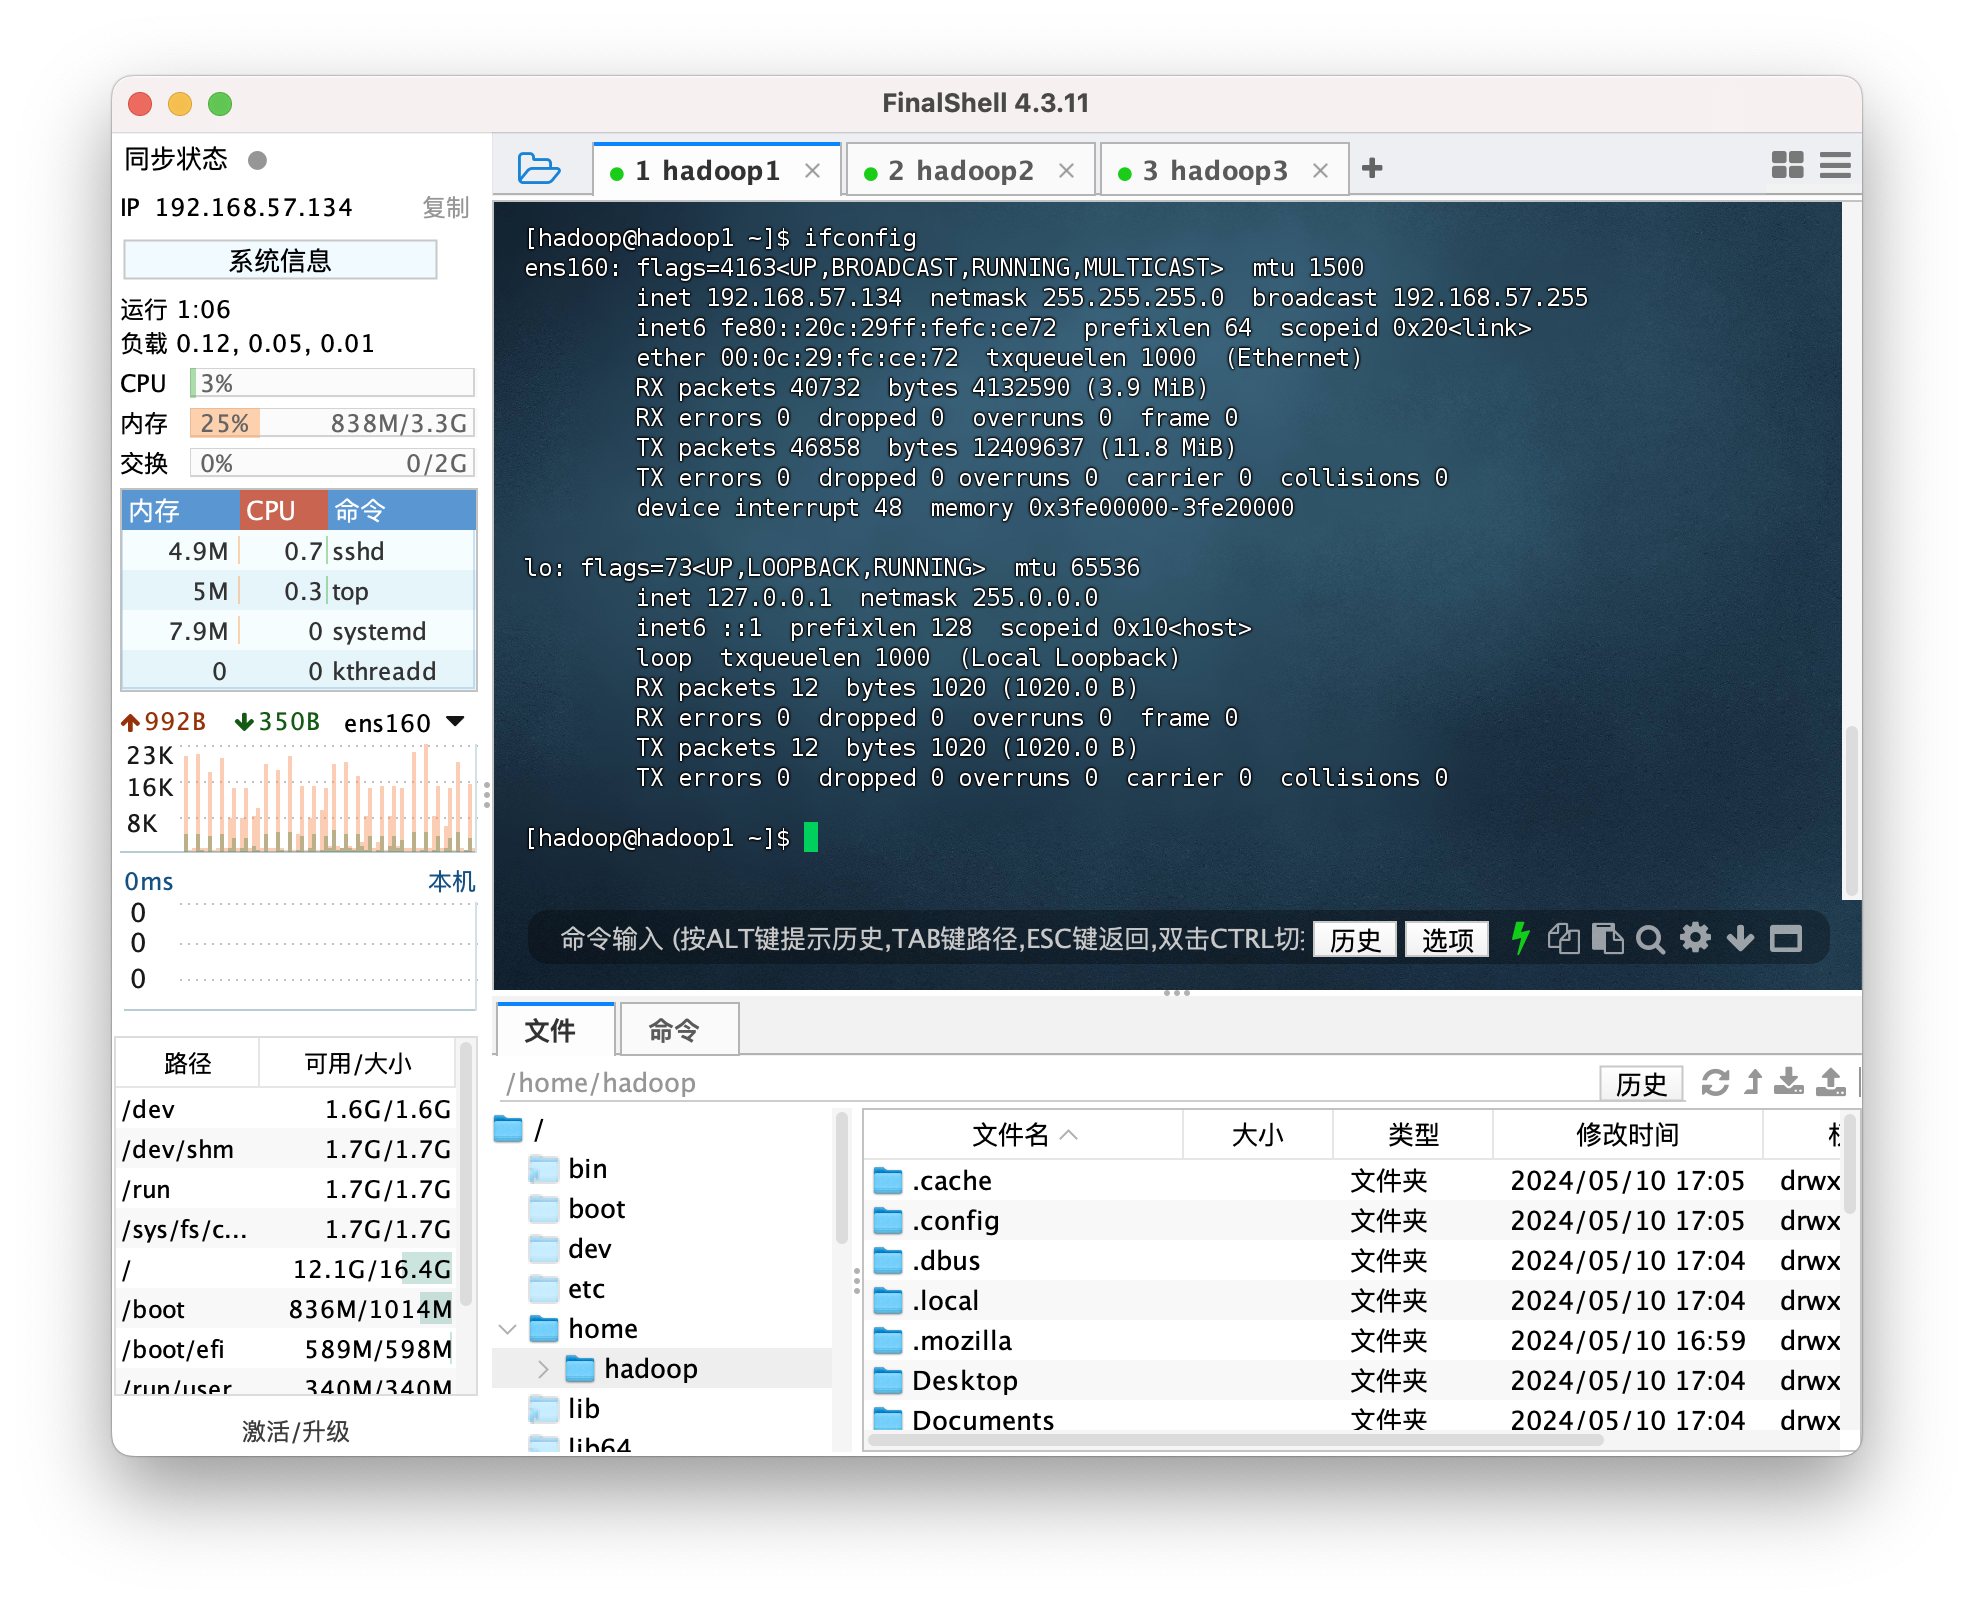 FinalShell 4.3.11
同步状态
IP 192.168.57.134 复制
系统信息
运行 1:06
负载 0.12, 0.05, 0.01
CPU 3%
内存 25% 838M/3.3G
交换 0% 0/2G
内存 CPU 命令
4.9M 0.7 sshd
5M 0.3 top
7.9M 0 systemd
0 0 kthreadd
992B 350B ens160
23K
16K
8K
0ms 本机
0
0
0
路径 可用/大小
/dev 1.6G/1.6G
/dev/shm 1.7G/1.7G
/run 1.7G/1.7G
/sys/fs/c... 1.7G/1.7G
/ 12.1G/16.4G
/boot 836M/1014M
/boot/efi 589M/598M
/run/user 340M/340M
激活/升级
1 hadoop1
2 hadoop2
3 hadoop3
[hadoop@hadoop1 ~]$ ifconfig
ens160: flags=4163<UP,BROADCAST,RUNNING,MULTICAST>  mtu 1500
inet 192.168.57.134  netmask 255.255.255.0  broadcast 192.168.57.255
inet6 fe80::20c:29ff:fefc:ce72  prefixlen 64  scopeid 0x20<link>
ether 00:0c:29:fc:ce:72  txqueuelen 1000  (Ethernet)
RX packets 40732  bytes 4132590 (3.9 MiB)
RX errors 0  dropped 0  overruns 0  frame 0
TX packets 46858  bytes 12409637 (11.8 MiB)
TX errors 0  dropped 0 overruns 0  carrier 0  collisions 0
device interrupt 48  memory 0x3fe00000-3fe20000
lo: flags=73<UP,LOOPBACK,RUNNING>  mtu 65536
inet 127.0.0.1  netmask 255.0.0.0
inet6 ::1  prefixlen 128  scopeid 0x10<host>
loop  txqueuelen 1000  (Local Loopback)
RX packets 12  bytes 1020 (1020.0 B)
RX errors 0  dropped 0  overruns 0  frame 0
TX packets 12  bytes 1020 (1020.0 B)
TX errors 0  dropped 0 overruns 0  carrier 0  collisions 0
[hadoop@hadoop1 ~]$
命令输入 (按ALT键提示历史,TAB键路径,ESC键返回,双击CTRL切: 历史 选项
文件 命令
/home/hadoop 历史
/
bin
boot
dev
etc
home
hadoop
lib
lib64
文件名 大小 类型 修改时间
.cache 文件夹 2024/05/10 17:05 drwx
.config 文件夹 2024/05/10 17:05 drwx
.dbus 文件夹 2024/05/10 17:04 drwx
.local 文件夹 2024/05/10 17:04 drwx
.mozilla 文件夹 2024/05/10 16:59 drwx
Desktop 文件夹 2024/05/10 17:04 drwx
Documents 文件夹 2024/05/10 17:04 drwx